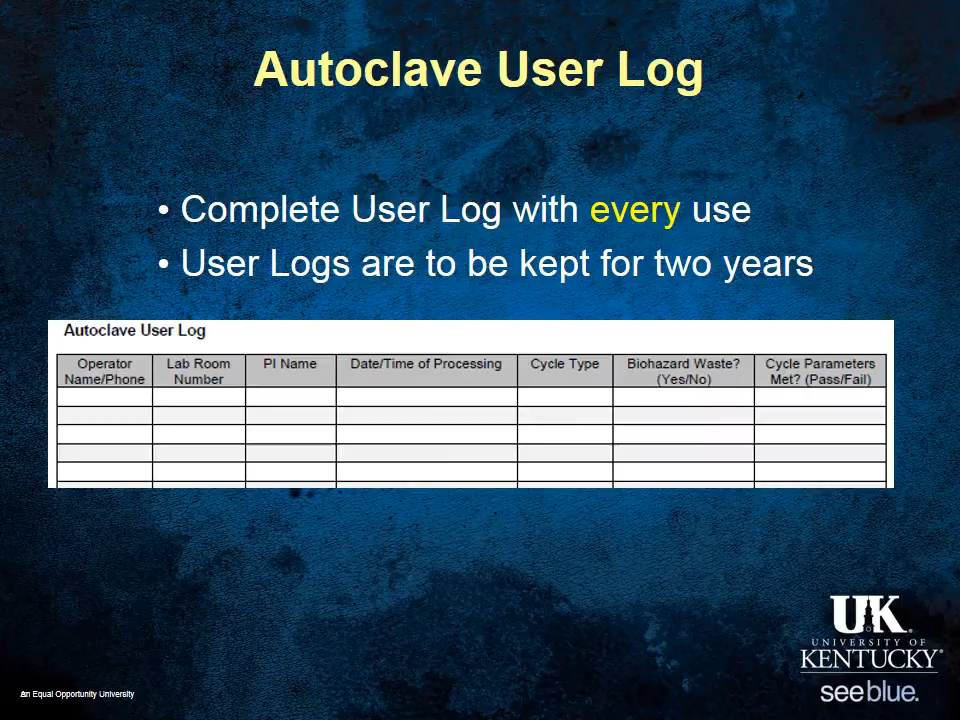 Autoclave User Log
• Complete User Log with every use
• User Logs are to be kept for two years
Autoclave User Log
Operator Name/Phone
Lab Room Number
PI Name
Date/Time of Processing
Cycle Type
Biohazard Waste? (Yes/No)
Cycle Parameters Met? (Pass/Fail)
UK
UNIVERSITY OF
KENTUCKY
see blue.
An Equal Opportunity University